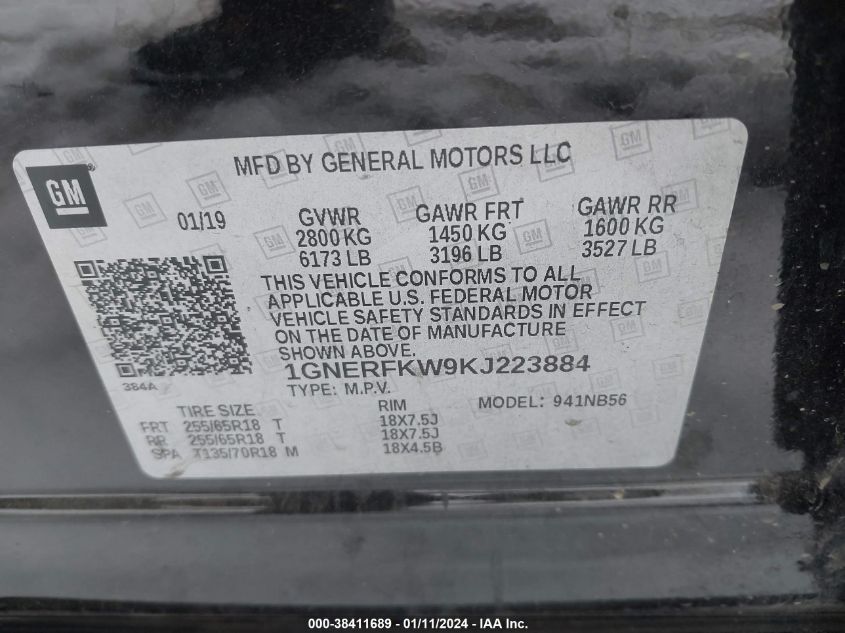 MFD BY GENERAL MOTORS LLC
GM
01/19 GVWR GAWR FRT GAWR RR
2800 KG 1450 KG 1600 KG
6173 LB 3196 LB 3527 LB
THIS VEHICLE CONFORMS TO ALL
APPLICABLE U.S. FEDERAL MOTOR
VEHICLE SAFETY STANDARDS IN EFFECT
ON THE DATE OF MANUFACTURE
SHOWN ABOVE.
1GNERFKW9KJ223884
384A
TYPE: M.P.V. MODEL: 941NB56
TIRE SIZE RIM
FRT 255/65R18 T 18X7.5J
RR 255/65R18 T 18X7.5J
SPA T135/70R18 M 18X4.5B
000-38411689 - 01/11/2024 - IAA Inc.